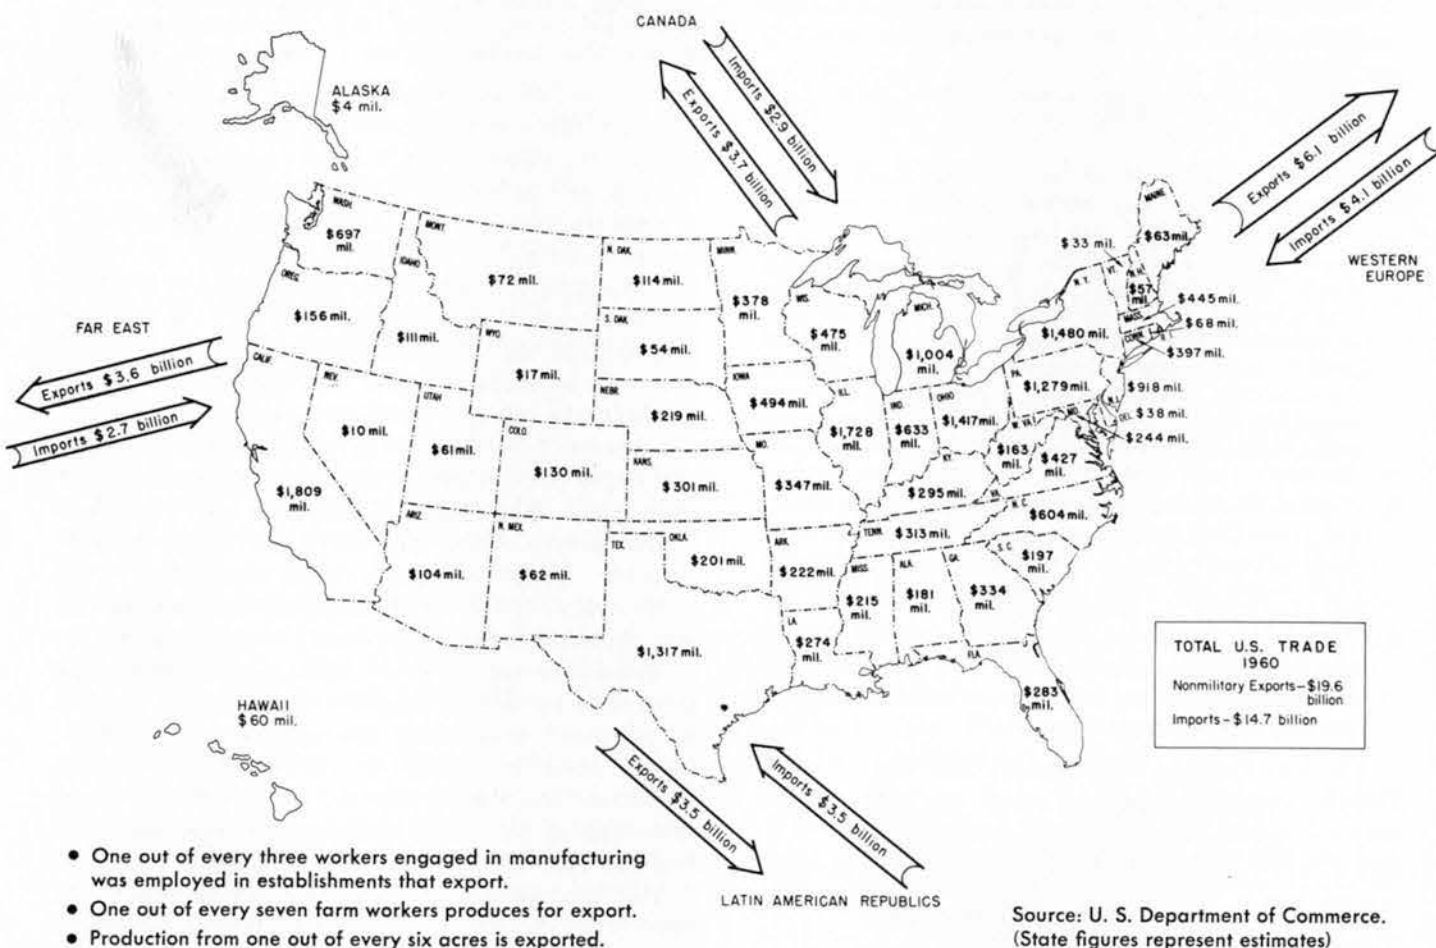 CANADA
Imports $2.9 billion
Exports $3.7 billion
ALASKA
$4 mil.
Exports $6.1 billion
Imports $4.1 billion
WESTERN
EUROPE
FAR EAST
Exports $3.6 billion
Imports $2.7 billion
WASH.
$697
mil.
OREG.
$156 mil.
CALIF.
$1,809
mil.
IDAHO
$111 mil.
NEV.
$10 mil.
MONT.
$72 mil.
WYO
$17 mil.
UTAH
$61 mil.
COLO.
$130 mil.
ARIZ.
$104 mil.
N. MEX.
$62 mil.
N. DAK.
$114 mil.
S. DAK.
$54 mil.
NEBR.
$219 mil.
KANS.
$301 mil.
OKLA.
$201 mil.
TEX.
$1,317 mil.
MINN.
$378
mil.
IOWA
$494 mil.
MO.
$347 mil.
ARK.
$222 mil.
LA.
$274
mil.
WIS.
$475
mil.
ILL.
$1,728
mil.
MICH.
$1,004
mil.
IND.
$633
mil.
OHIO
$1,417 mil.
KY.
$295 mil.
TENN.
$313 mil.
MISS.
$215
mil.
ALA.
$181
mil.
GA.
$334
mil.
FLA.
$283
mil.
S. C.
$197
mil.
N. C.
$604 mil.
VA.
$427
mil.
W. VA.
$163
mil.
PA.
$1,279 mil.
N. Y.
$1,480 mil.
MAINE
$63 mil.
$33 mil.
VT.
N. H.
$57
mil.
MASS.
$445 mil.
R. I.
$68 mil.
CONN.
$397 mil.
N. J.
$918 mil.
DEL
$38 mil.
MD.
$244 mil.
HAWAII
$60 mil.
Exports $3.5 billion
Imports $3.5 billion
LATIN AMERICAN REPUBLICS
TOTAL U.S. TRADE
1960
Nonmilitary Exports–$19.6
billion
Imports–$14.7 billion
• One out of every three workers engaged in manufacturing
was employed in establishments that export.
• One out of every seven farm workers produces for export.
• Production from one out of every six acres is exported.
Source: U. S. Department of Commerce.
(State figures represent estimates)